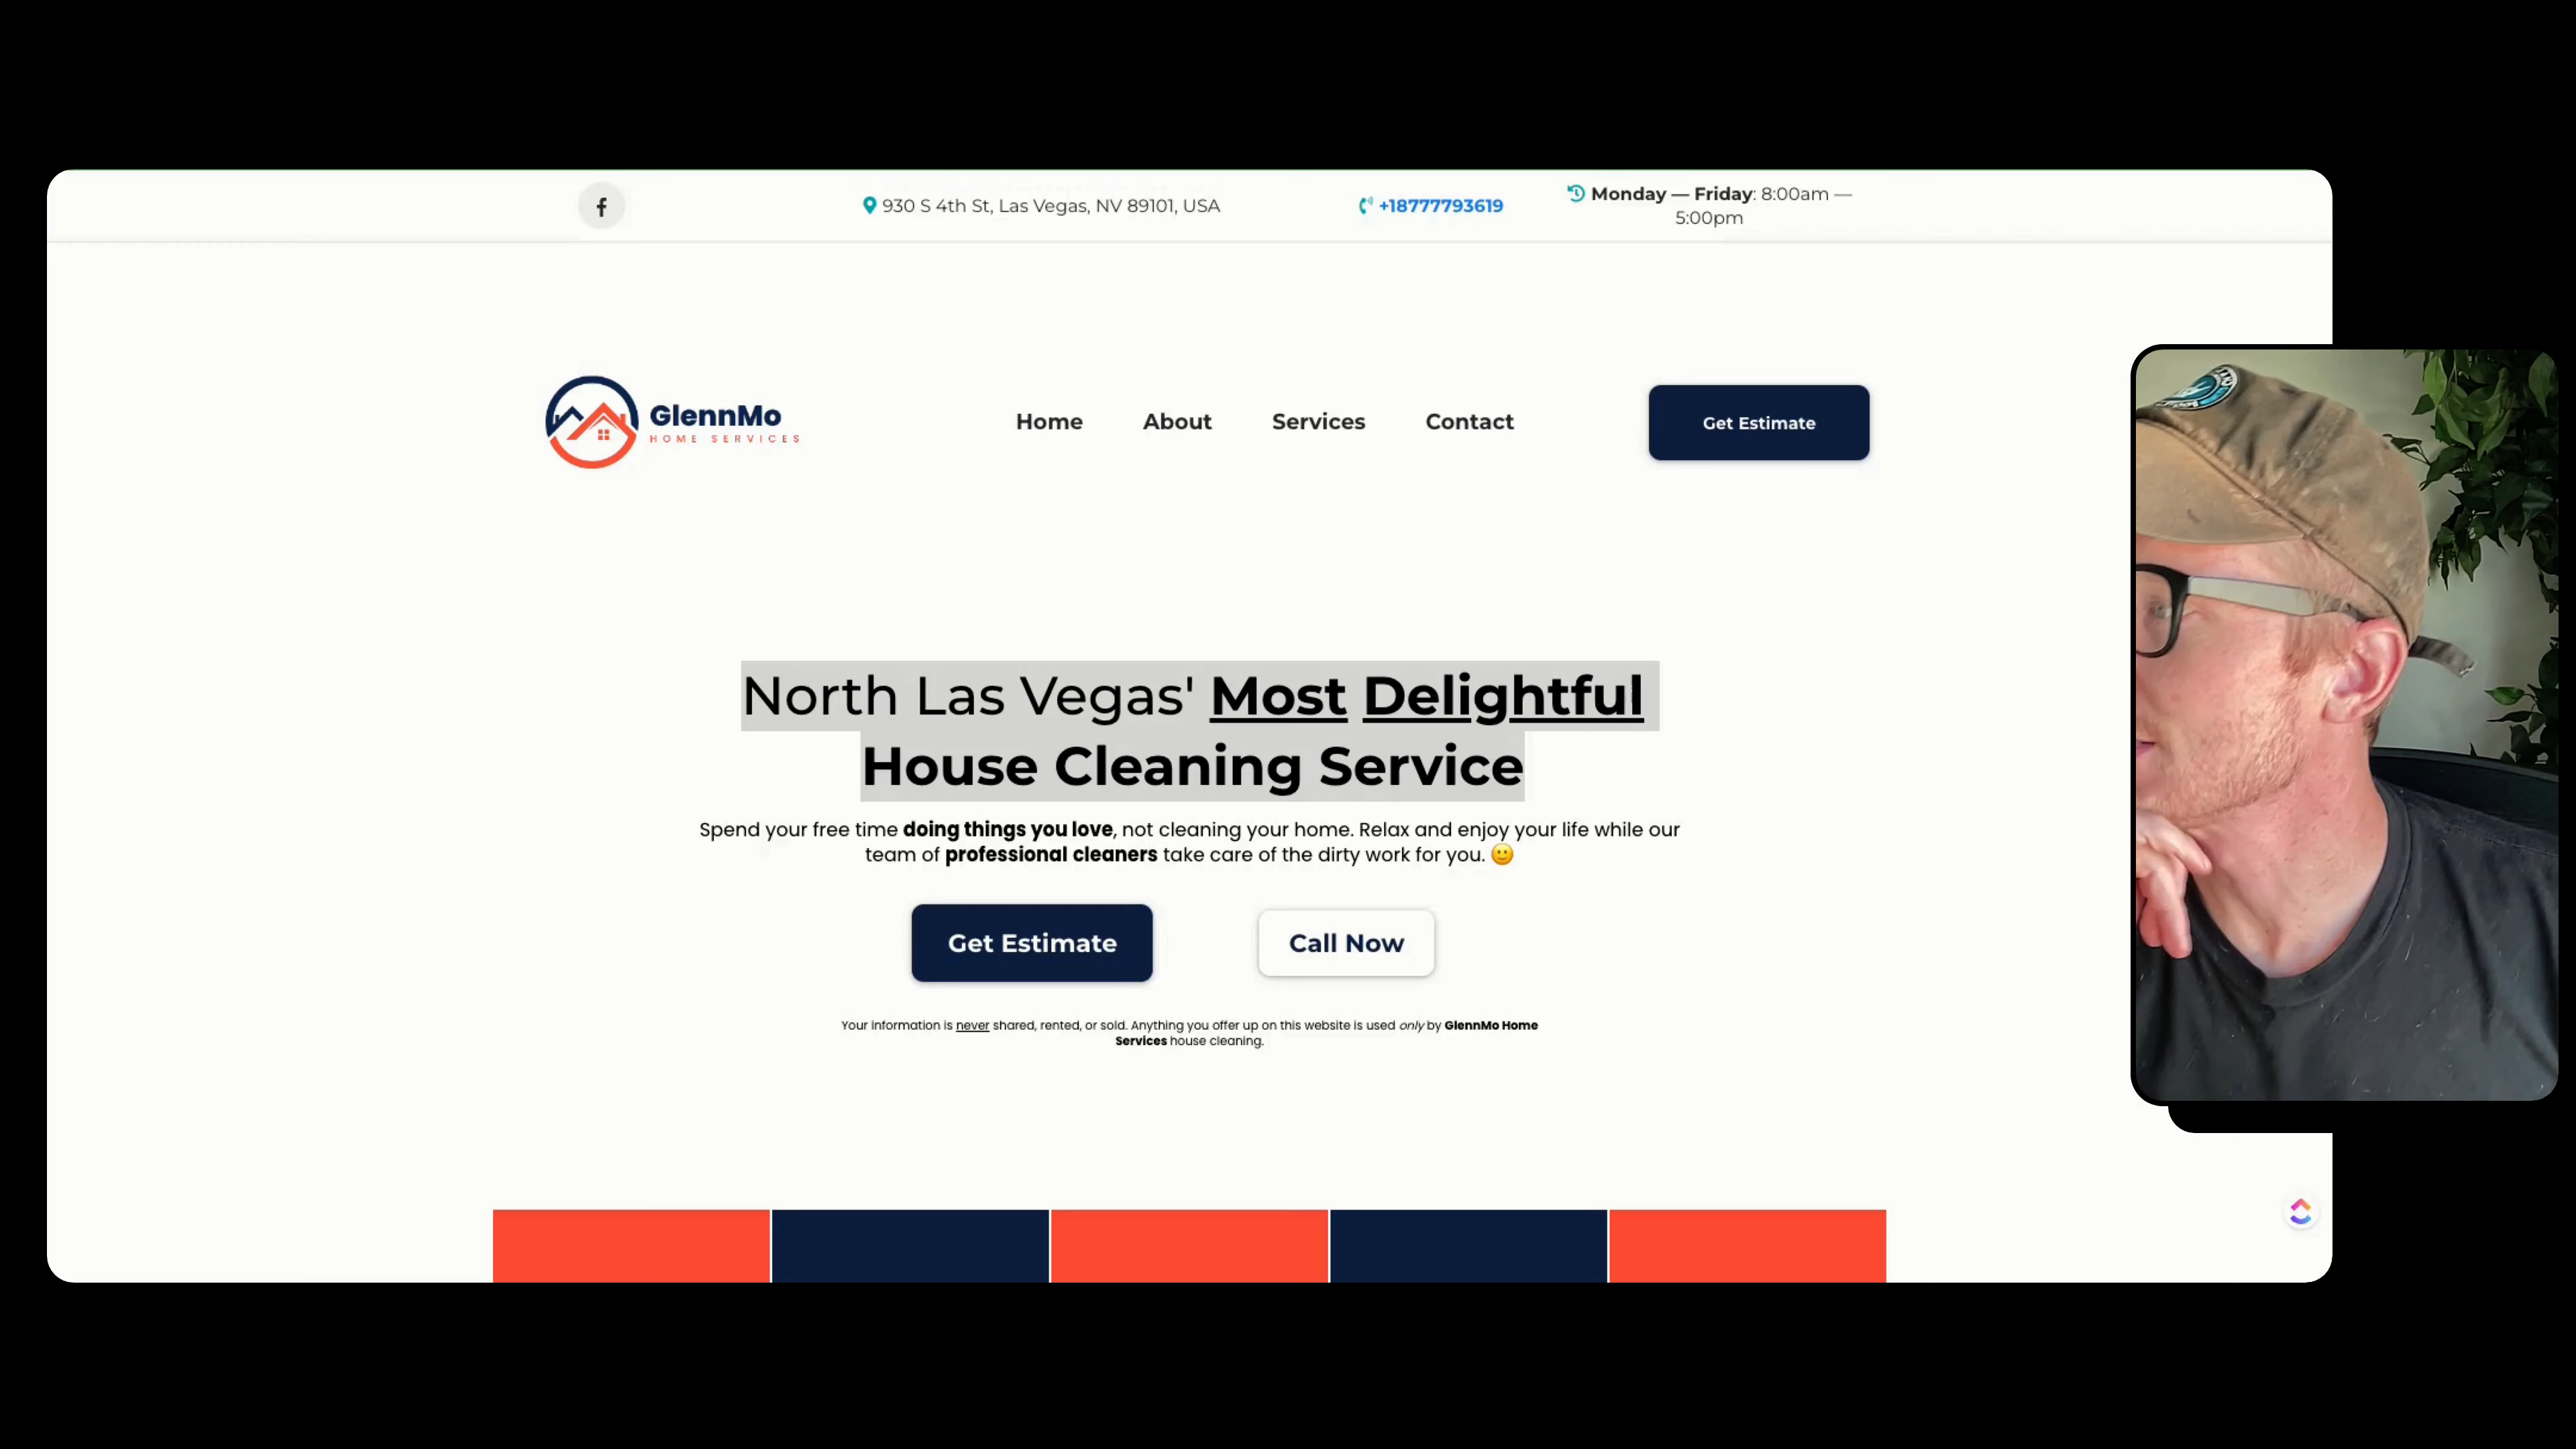 930 S 4th St, Las Vegas, NV 89101, USA
+18777793619
Monday — Friday: 8:00am —
5:00pm
GlennMo
HOME SERVICES
Home
About
Services
Contact
Get Estimate
North Las Vegas' Most Delightful
House Cleaning Service
Spend your free time doing things you love, not cleaning your home. Relax and enjoy your life while our
team of professional cleaners take care of the dirty work for you. 🙂
Get Estimate
Call Now
Your information is never shared, rented, or sold. Anything you offer up on this website is used only by GlennMo Home
Services house cleaning.